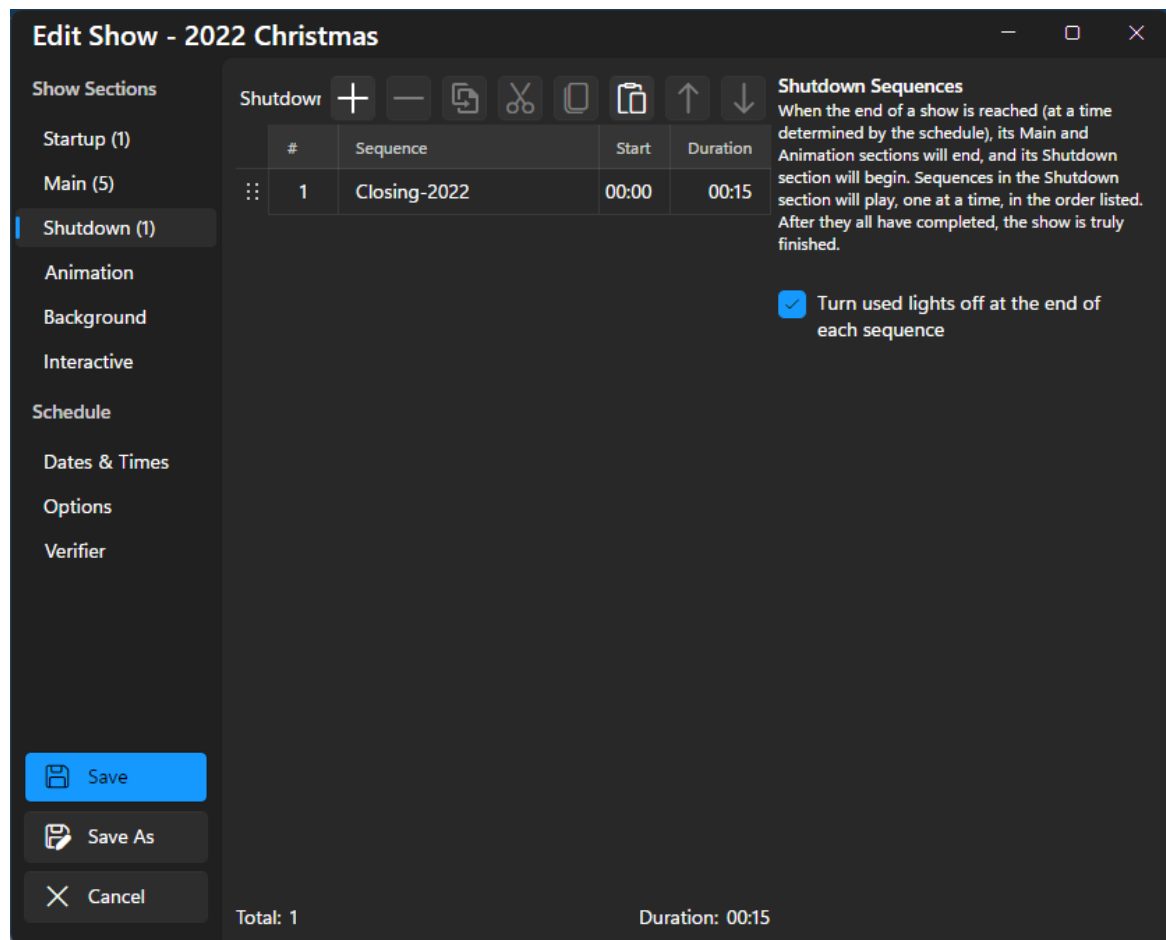 Edit Show - 2022 Christmas
Show Sections
Startup (1)
Main (5)
Shutdown (1)
Animation
Background
Interactive
Schedule
Dates & Times
Options
Verifier
Save
Save As
Cancel
Shutdowr
# Sequence Start Duration
1 Closing-2022 00:00 00:15
Total: 1 Duration: 00:15
Shutdown Sequences
When the end of a show is reached (at a time
determined by the schedule), its Main and
Animation sections will end, and its Shutdown
section will begin. Sequences in the Shutdown
section will play, one at a time, in the order listed.
After they all have completed, the show is truly
finished.
Turn used lights off at the end of
each sequence